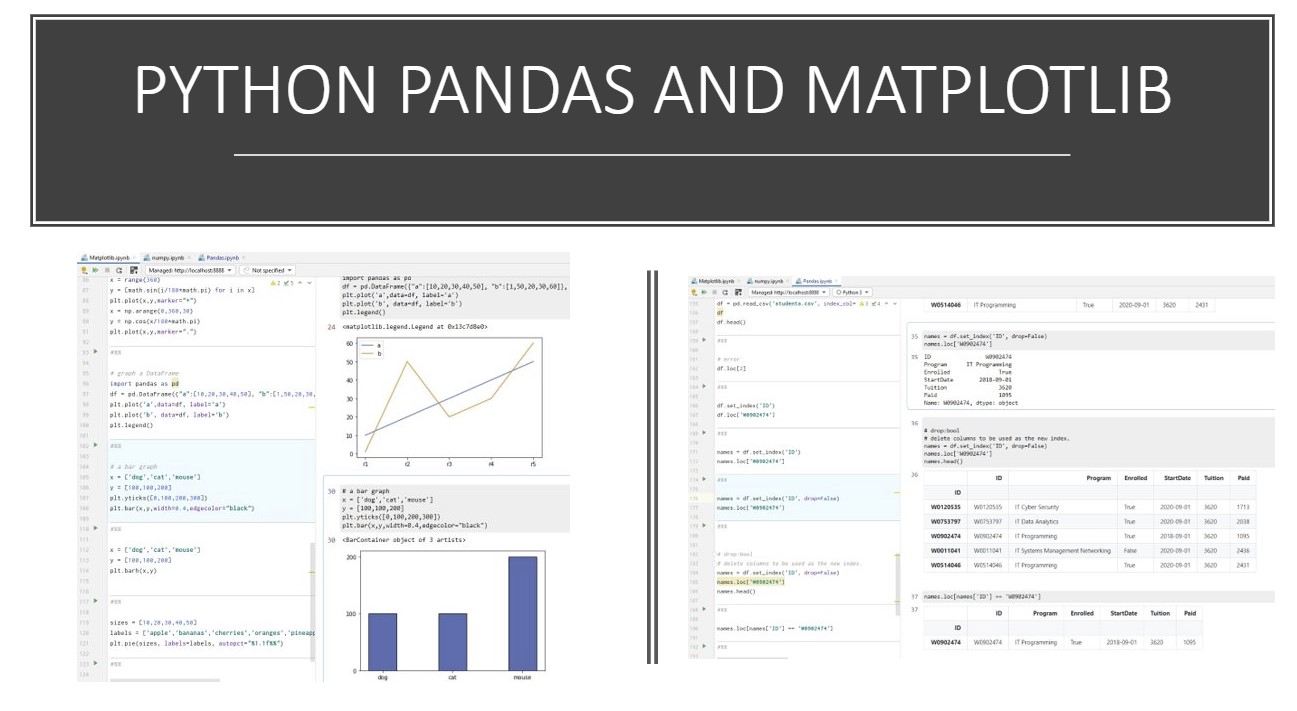 PYTHON PANDAS AND MATPLOTLIB
Matplotlib.ipynb numpy.ipynb Pandas.ipynb
Managed: http://localhost:8888 Not specified
x = range(360)
y = [math.sin(i/180*math.pi) for i in x]
plt.plot(x,y,marker="+")
x = np.arange(0,360,30)
y = np.cos(x/180*math.pi)
plt.plot(x,y,marker=".")
#%%
# graph a DataFrame
import pandas as pd
df = pd.DataFrame({"a":[10,20,30,40,50], "b":[1,50,20,30,
plt.plot('a',data=df, label='a')
plt.plot('b', data=df, label='b')
plt.legend()
#%%
# a bar graph
x = ['dog','cat','mouse']
y = [100,100,200]
plt.yticks([0,100,200,300])
plt.bar(x,y,width=0.4,edgecolor="black")
#%%
x = ['dog','cat','mouse']
y = [100,100,200]
plt.barh(x,y)
#%%
sizes = [10,20,30,40,50]
labels = ['apple','bananas','cherries','oranges','pineapp
plt.pie(sizes, labels=labels, autopct="%1.1f%%")
#%%
import pandas as pd
df = pd.DataFrame({"a":[10,20,30,40,50], "b":[1,50,20,30,60]},
plt.plot('a',data=df, label='a')
plt.plot('b', data=df, label='b')
plt.legend()
24 <matplotlib.legend.Legend at 0x13c7d8e0>
a
b
60
50
40
30
20
10
0
r1 r2 r3 r4 r5
30 # a bar graph
x = ['dog','cat','mouse']
y = [100,100,200]
plt.yticks([0,100,200,300])
plt.bar(x,y,width=0.4,edgecolor="black")
30 <BarContainer object of 3 artists>
200
100
0
dog cat mouse
Matplotlib.ipynb numpy.ipynb Pandas.ipynb
Managed: http://localhost:8888 Python 3
df = pd.read_csv('students.csv', index_col=
df
df.head()
#%%
# error
df.loc[2]
#%%
df.set_index('ID')
df.loc['W0902474']
#%%
names = df.set_index('ID')
names.loc['W0902474']
#%%
names = df.set_index('ID', drop=False)
names.loc['W0902474']
#%%
# drop:bool
# delete columns to be used as the new index.
names = df.set_index('ID', drop=False)
names.loc['W0902474']
names.head()
#%%
names.loc[names['ID'] == 'W0902474']
#%%
W0514046 IT Programming True 2020-09-01 3620 2431
35 names = df.set_index('ID', drop=False)
names.loc['W0902474']
35 ID W0902474
Program IT Programming
Enrolled True
StartDate 2018-09-01
Tuition 3620
Paid 1095
Name: W0902474, dtype: object
36
# drop:bool
# delete columns to be used as the new index.
names = df.set_index('ID', drop=False)
names.loc['W0902474']
names.head()
36 ID Program Enrolled StartDate Tuition Paid
ID
W0120535 W0120535 IT Cyber Security True 2020-09-01 3620 1713
W0753797 W0753797 IT Data Analytics True 2020-09-01 3620 2038
W0902474 W0902474 IT Programming True 2018-09-01 3620 1095
W0011041 W0011041 IT Systems Management Networking False 2020-09-01 3620 2436
W0514046 W0514046 IT Programming True 2020-09-01 3620 2431
37 names.loc[names['ID'] == 'W0902474']
37 ID Program Enrolled StartDate Tuition Paid
ID
W0902474 W0902474 IT Programming True 2018-09-01 3620 1095